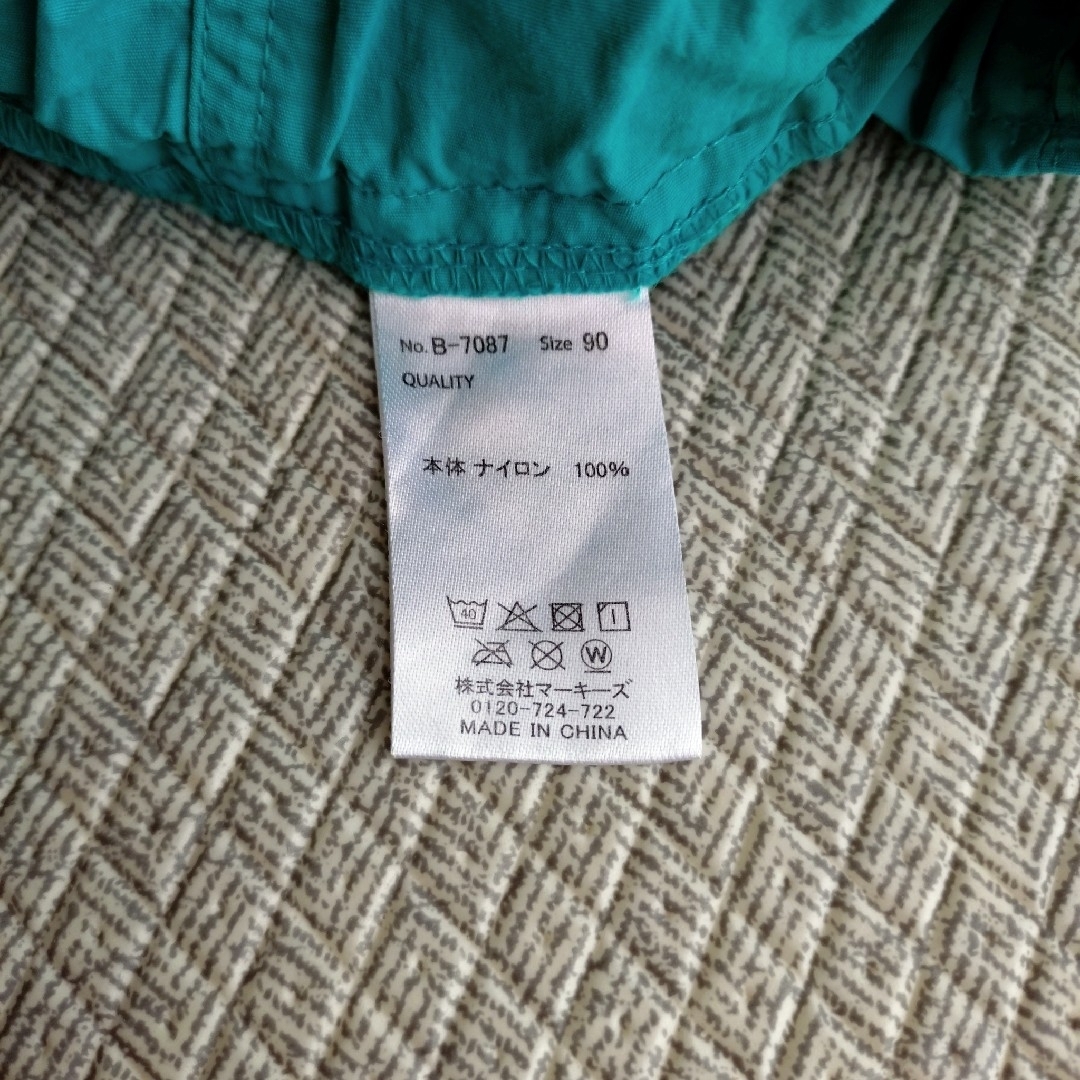 No. B-7087 Size 90
QUALITY
本体 ナイロン 100%
40
W
株式会社マーキーズ
0120-724-722
MADE IN CHINA